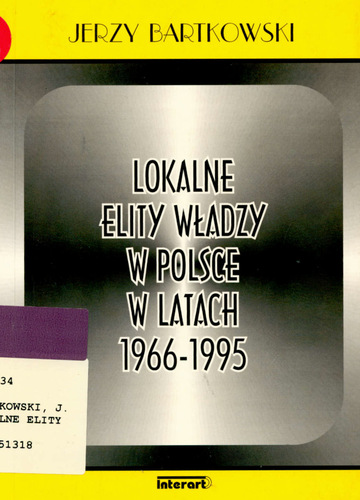 JERZY BARTKOWSKI
LOKALNE
ELITY WŁADZY
W POLSCE
W LATACH
1966-1995
34
KOWSKI, J.
LNE ELITY
51318
Interart